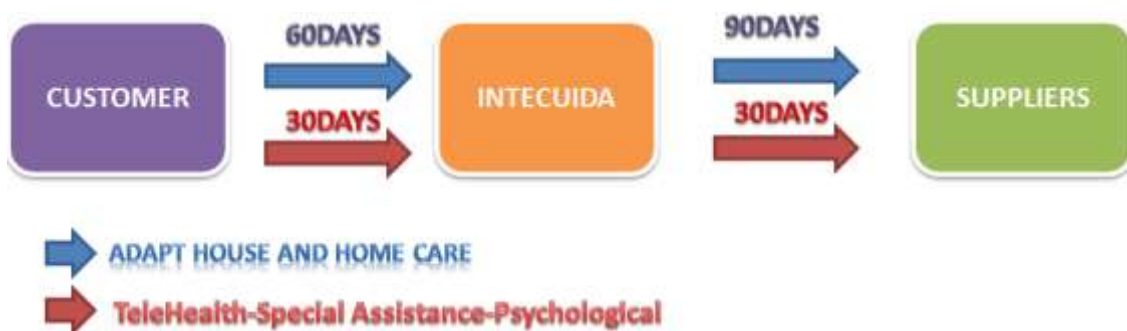 60DAYS
90DAYS
CUSTOMER
INTECUIDA
SUPPLIERS
30DAYS
30DAYS
ADAPT HOUSE AND HOME CARE
TeleHealth-Special Assistance-Psychological